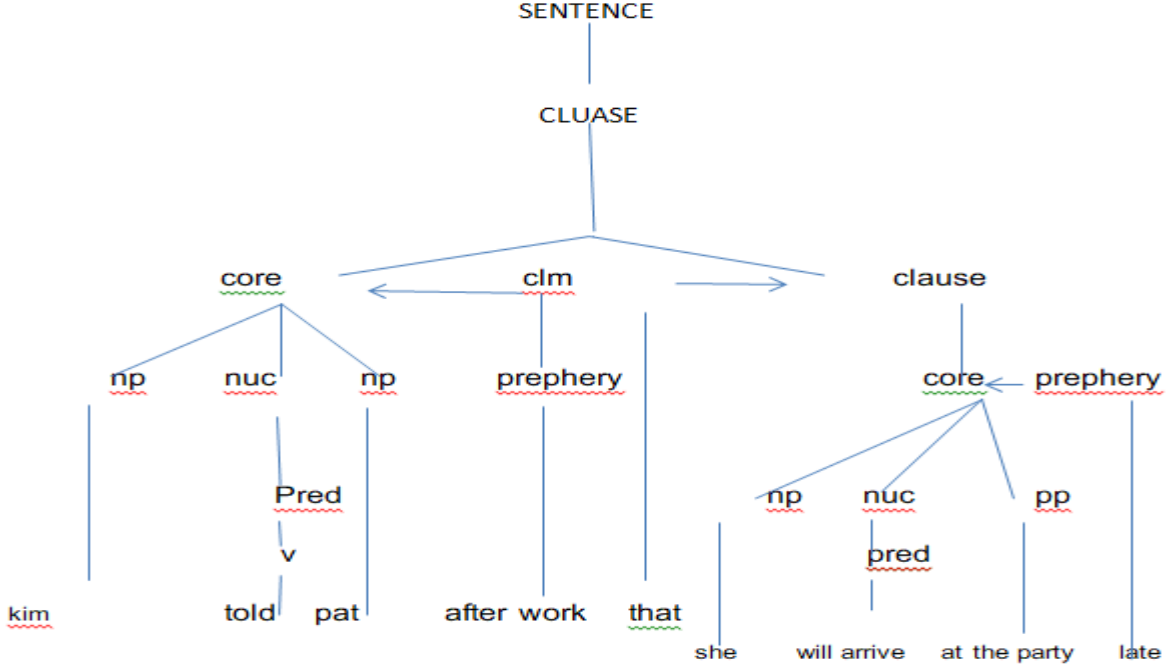 SENTENCE
CLUASE
core clm clause
np nuc np prephery core prephery
Pred np nuc pp
v pred
kim told pat after work that
she will arrive at the party late